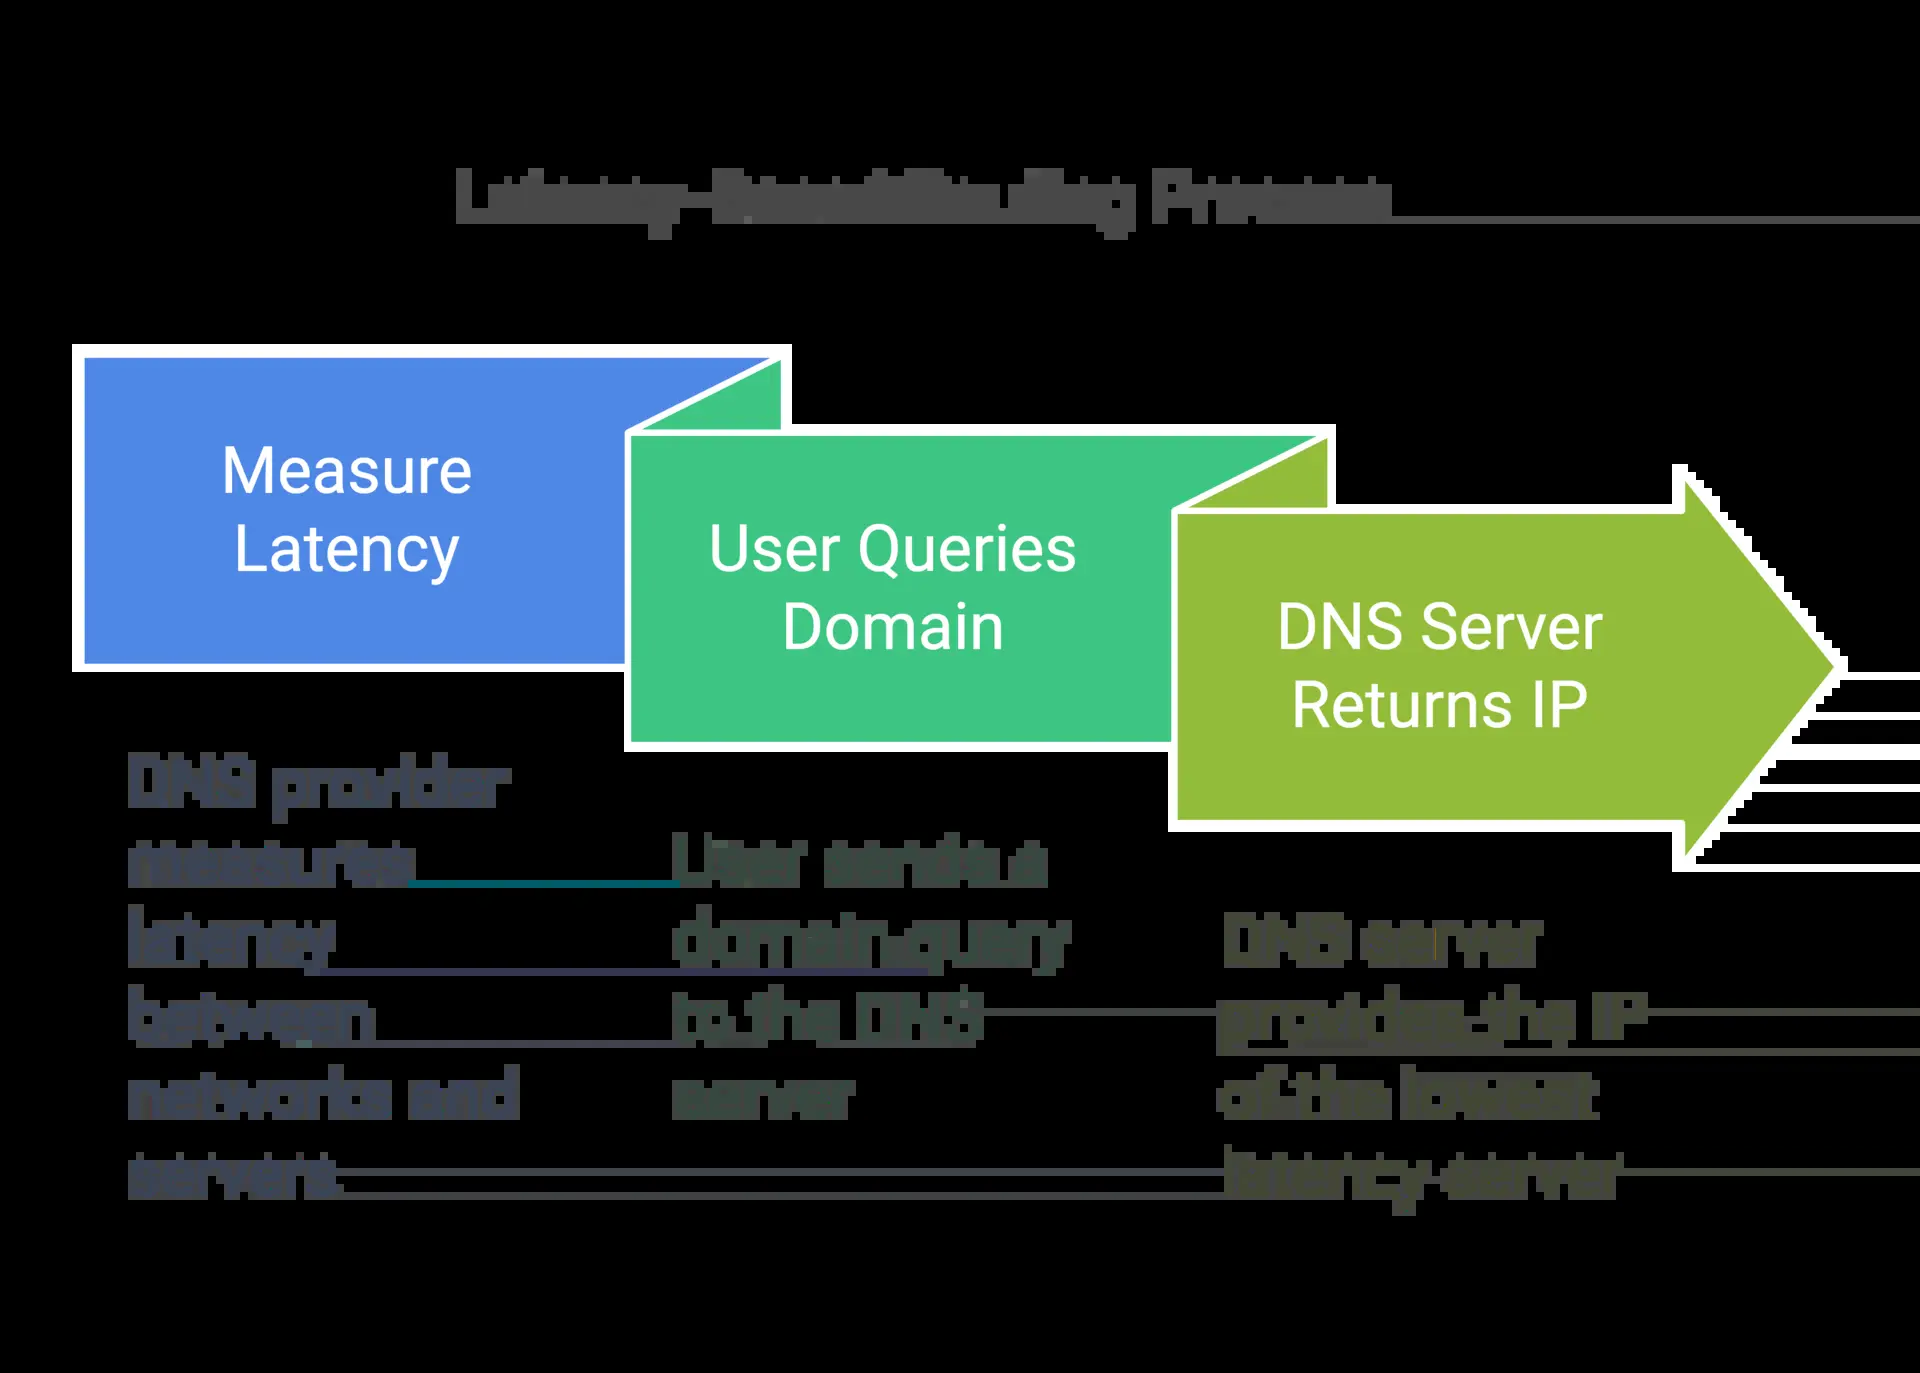 Latency-Based Routing Process
Measure
Latency
User Queries
Domain
DNS Server
Returns IP
DNS provider
measures
latency
between
networks and
servers
User sends a
domain query
to the DNS
server
DNS server
provides the IP
of the lowest
latency server